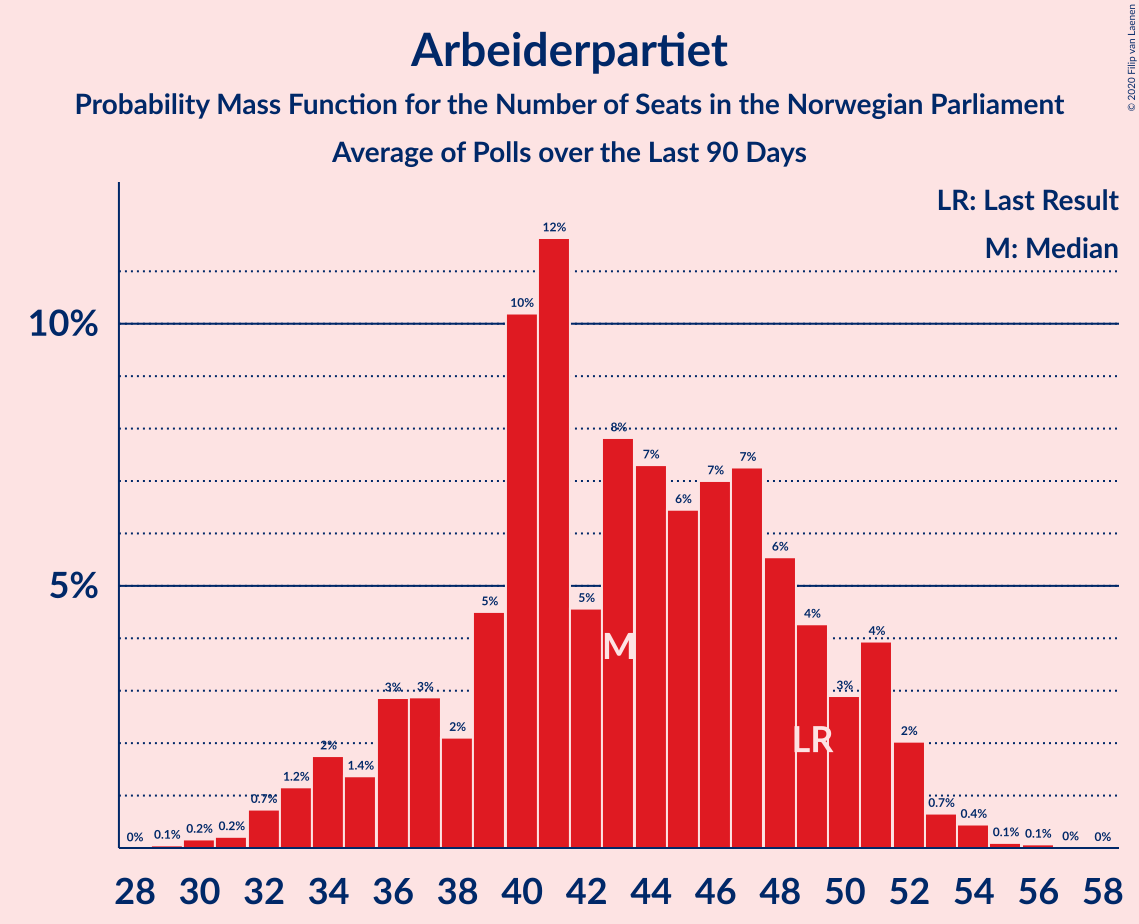 Arbeiderpartiet
Probability Mass Function for the Number of Seats in the Norwegian Parliament
Average of Polls over the Last 90 Days
© 2020 Filip van Laenen
LR: Last Result
M: Median
10%
5%
0% 0.1% 0.2% 0.2% 0.7% 1.2% 2% 1.4% 3% 3% 2% 5% 10% 12% 5% 8% 7% 6% 7% 7% 6% 4% 3% 4% 2% 0.7% 0.4% 0.1% 0.1% 0% 0%
M
LR
28 30 32 34 36 38 40 42 44 46 48 50 52 54 56 58